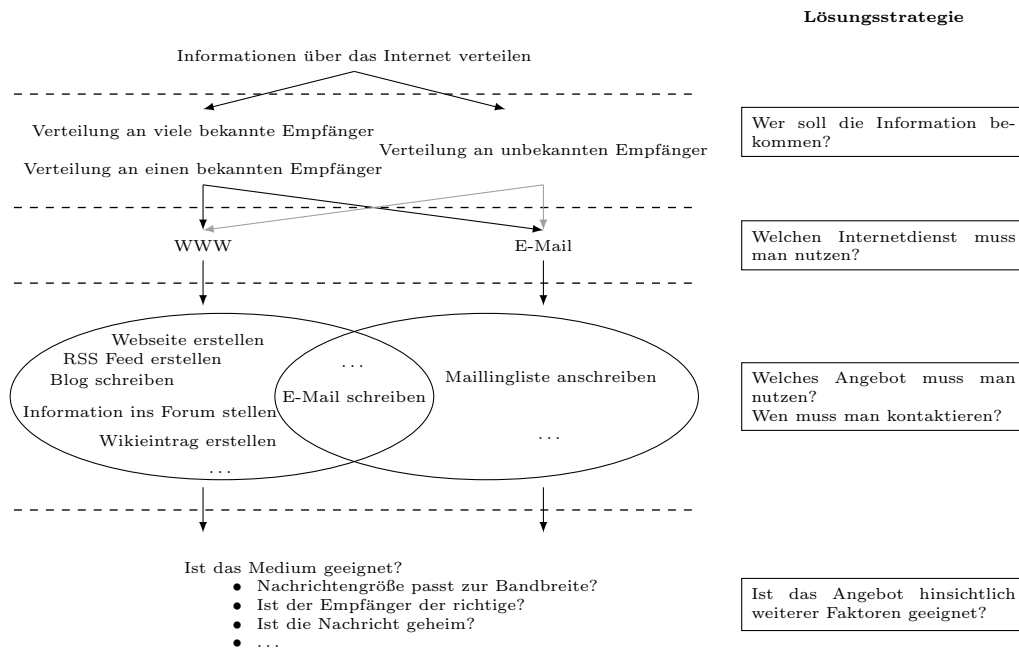 Lösungsstrategie
Informationen über das Internet verteilen
Verteilung an viele bekannte Empfänger
Verteilung an unbekannten Empfänger
Verteilung an einen bekannten Empfänger
Wer soll die Information be-
kommen?
WWW
E-Mail
Welchen Internetdienst muss
man nutzen?
Webseite erstellen
RSS Feed erstellen
Blog schreiben
Information ins Forum stellen
Wikieintrag erstellen
...
...
E-Mail schreiben
Maillingliste anschreiben
...
Welches Angebot muss man
nutzen?
Wen muss man kontaktieren?
Ist das Medium geeignet?
• Nachrichtengröße passt zur Bandbreite?
• Ist der Empfänger der richtige?
• Ist die Nachricht geheim?
• ...
Ist das Angebot hinsichtlich
weiterer Faktoren geeignet?